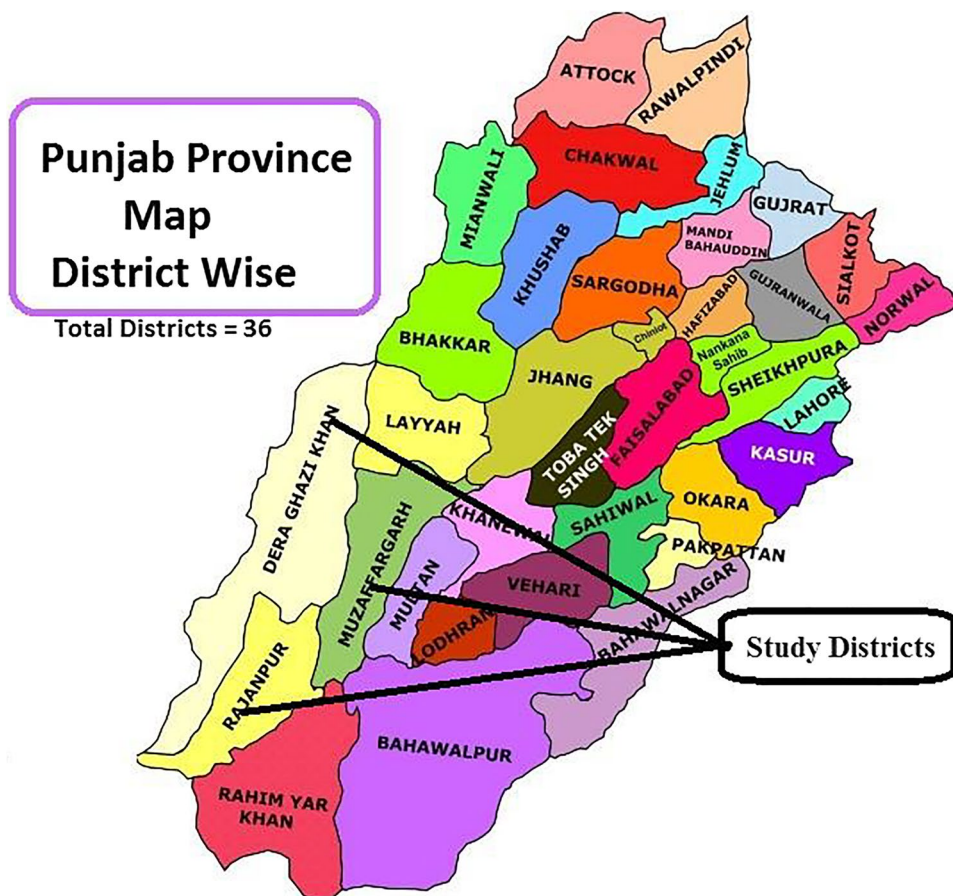 Punjab Province
Map
District Wise
Total Districts = 36
ATTOCK
RAWALPINDI
CHAKWAL
JEHLUM
MIANWALI
GUJRAT
KHUSHAB
MANDI
BAHAUDDIN
SIALKOT
SARGODHA
HAFIZABAD
GUJRANWALA
NORWAL
BHAKKAR
Chiniot
Nankana
Sahib
SHEIKHPURA
JHANG
FAISALABAD
LAHORE
LAYYAH
TOBA TEK
SINGH
KASUR
DERA GHAZI KHAN
OKARA
KHANEWAL
SAHIWAL
PAKPATTAN
MUZAFFARGARH
MULTAN
VEHARI
BAHAWALNAGAR
LODHRAN
Study Districts
RAJANPUR
BAHAWALPUR
RAHIM YAR
KHAN